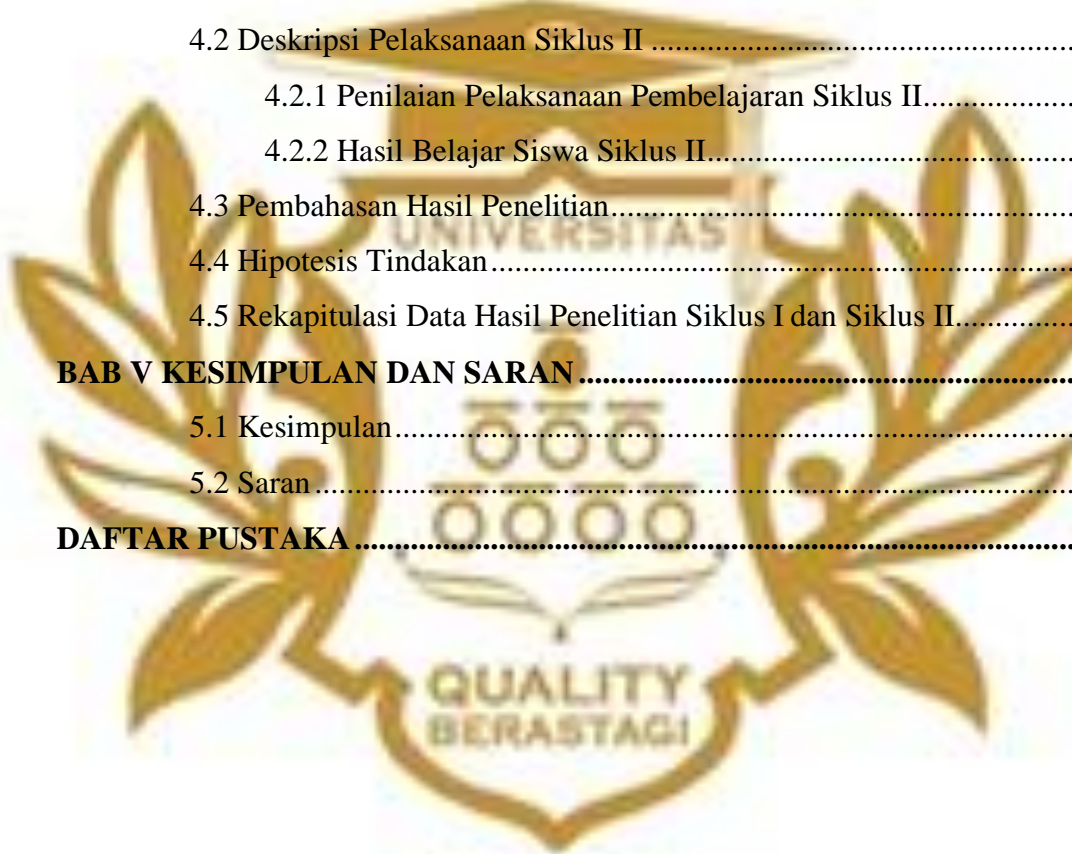 4.2 Deskripsi Pelaksanaan Siklus II ........................................................
4.2.1 Penilaian Pelaksanaan Pembelajaran Siklus II........................
4.2.2 Hasil Belajar Siswa Siklus II.....................................................
4.3 Pembahasan Hasil Penelitian..............................................................
UNIVERSITAS
4.4 Hipotesis Tindakan..............................................................................
4.5 Rekapitulasi Data Hasil Penelitian Siklus I dan Siklus II..................
BAB V KESIMPULAN DAN SARAN..................................................................
5.1 Kesimpulan..........................................................................................
5.2 Saran....................................................................................................
DAFTAR PUSTAKA...........................................................................................
QUALITY
BERASTAGI